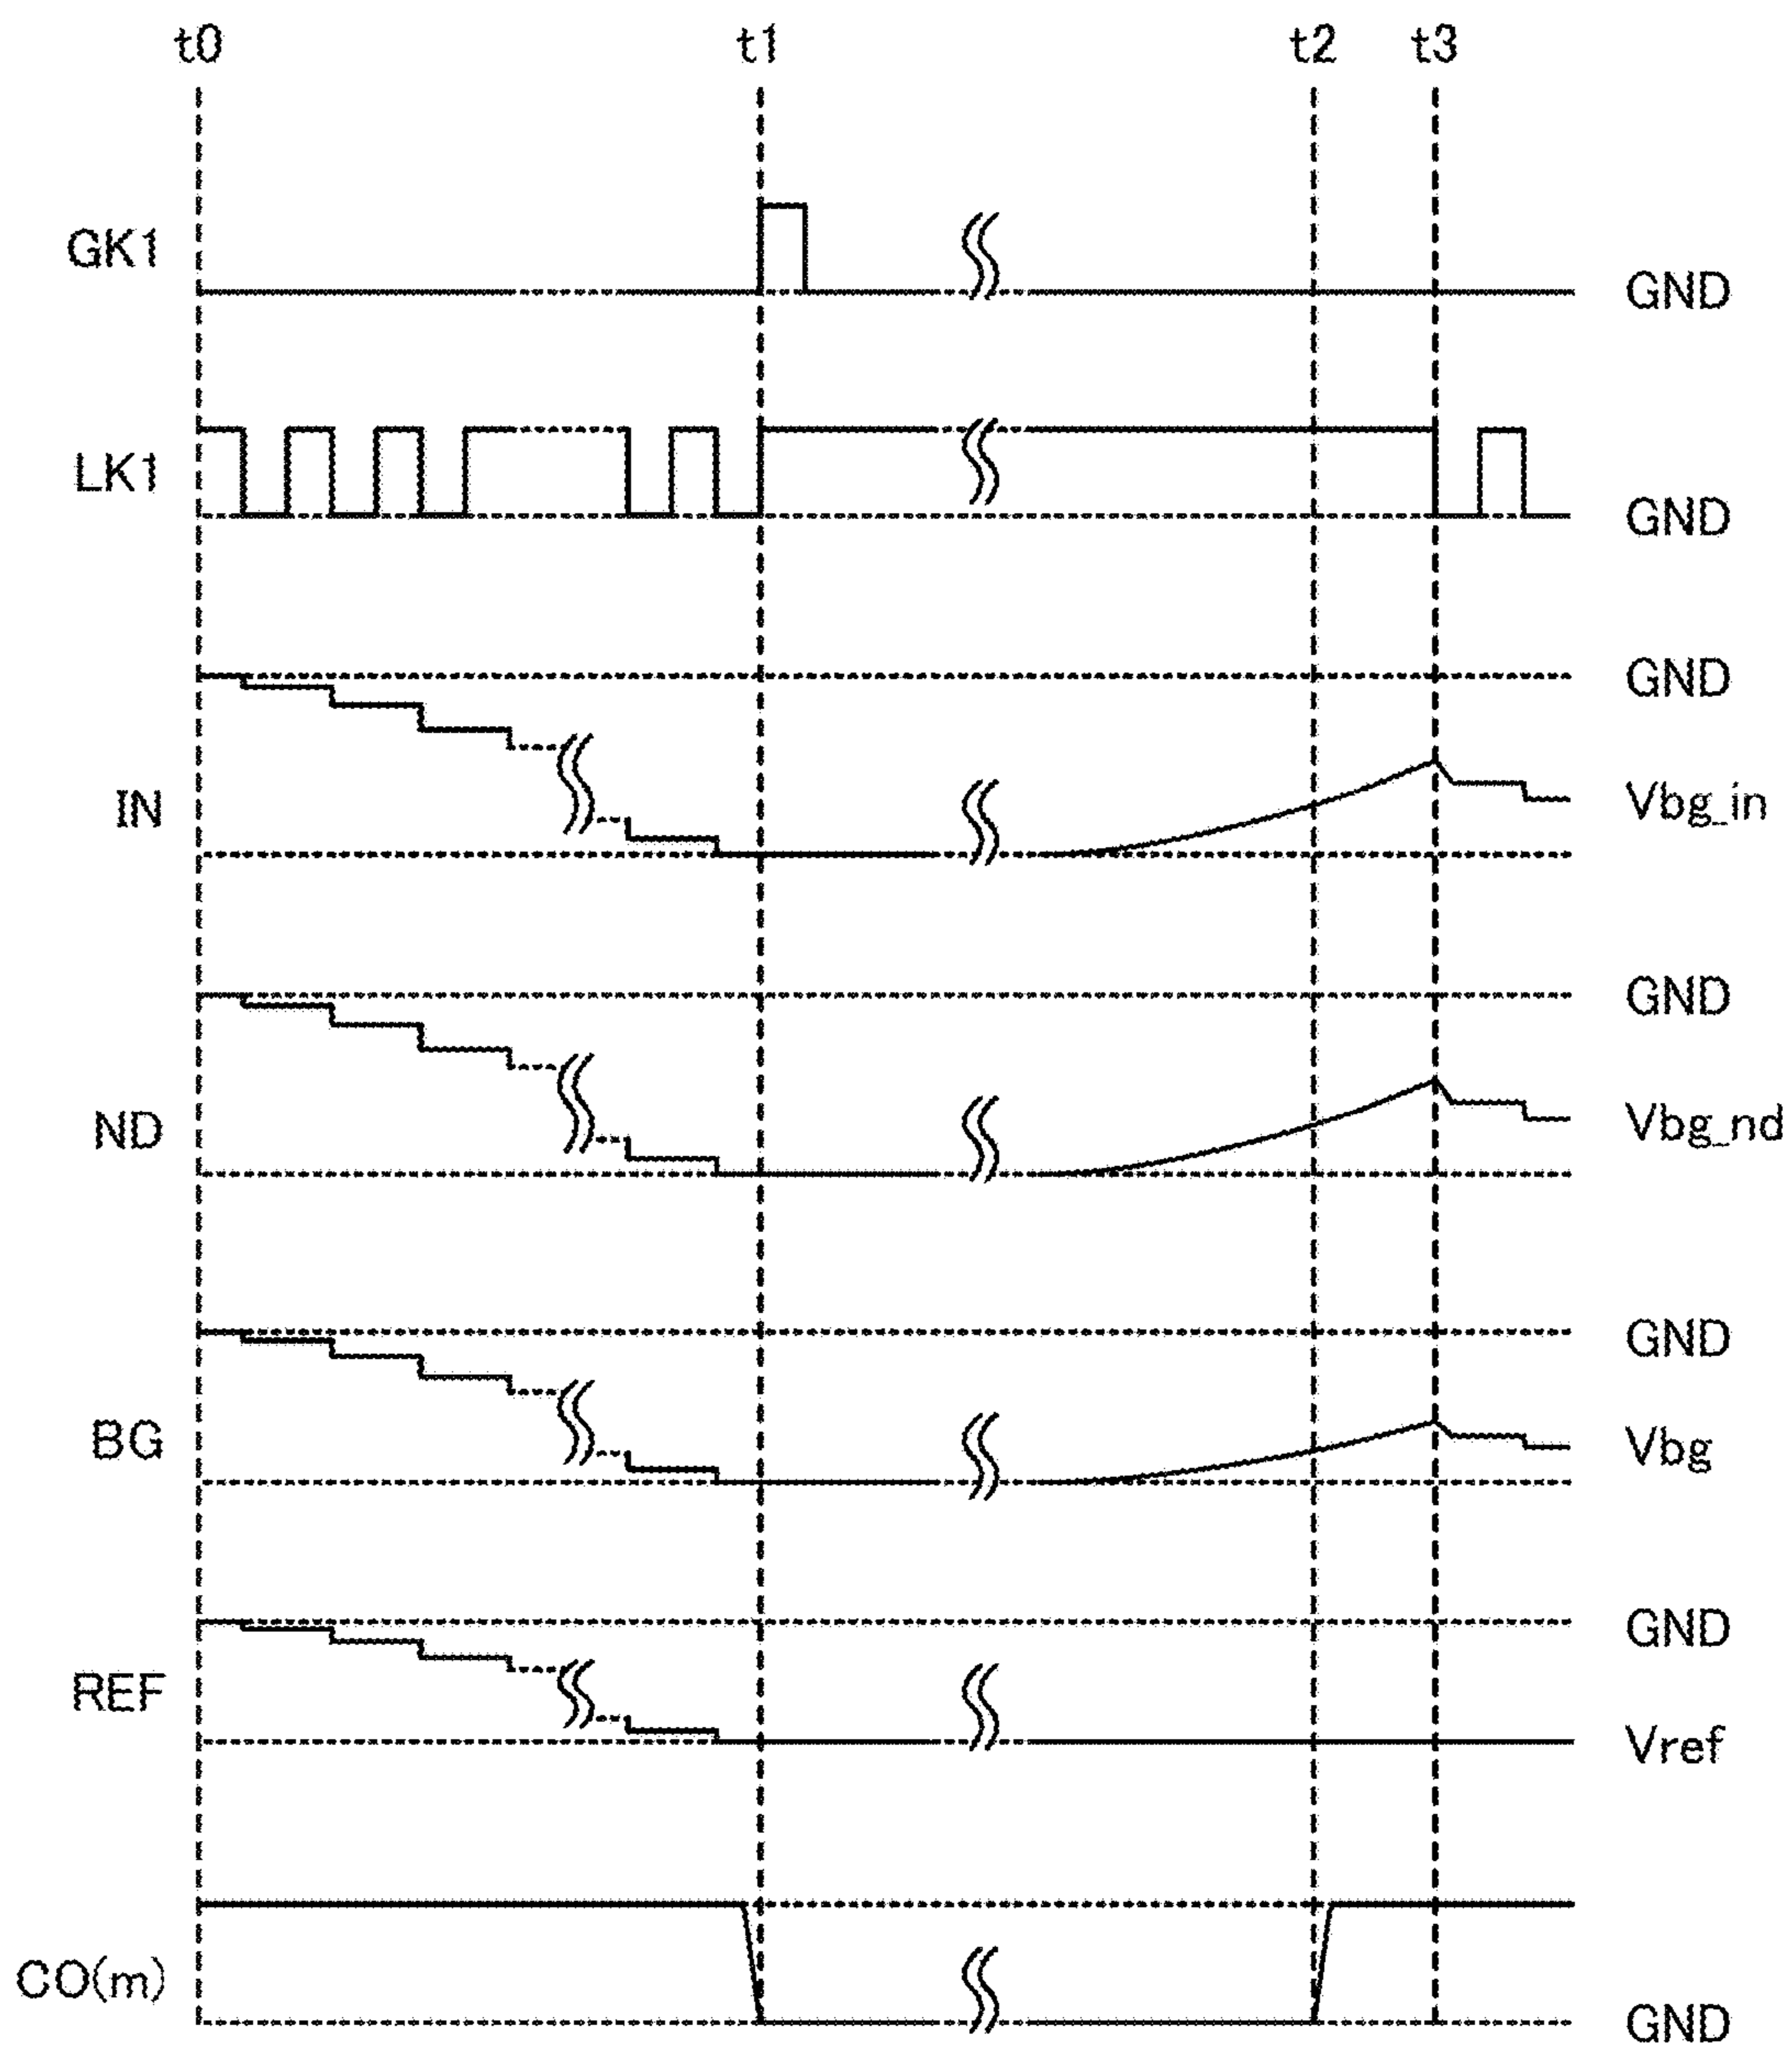 t0 t1 t2 t3
GK1
GND
LK1
GND
GND
IN
Vbg_in
GND
ND
Vbg_nd
GND
BG
Vbg
GND
REF
Vref
CO(m)
GND